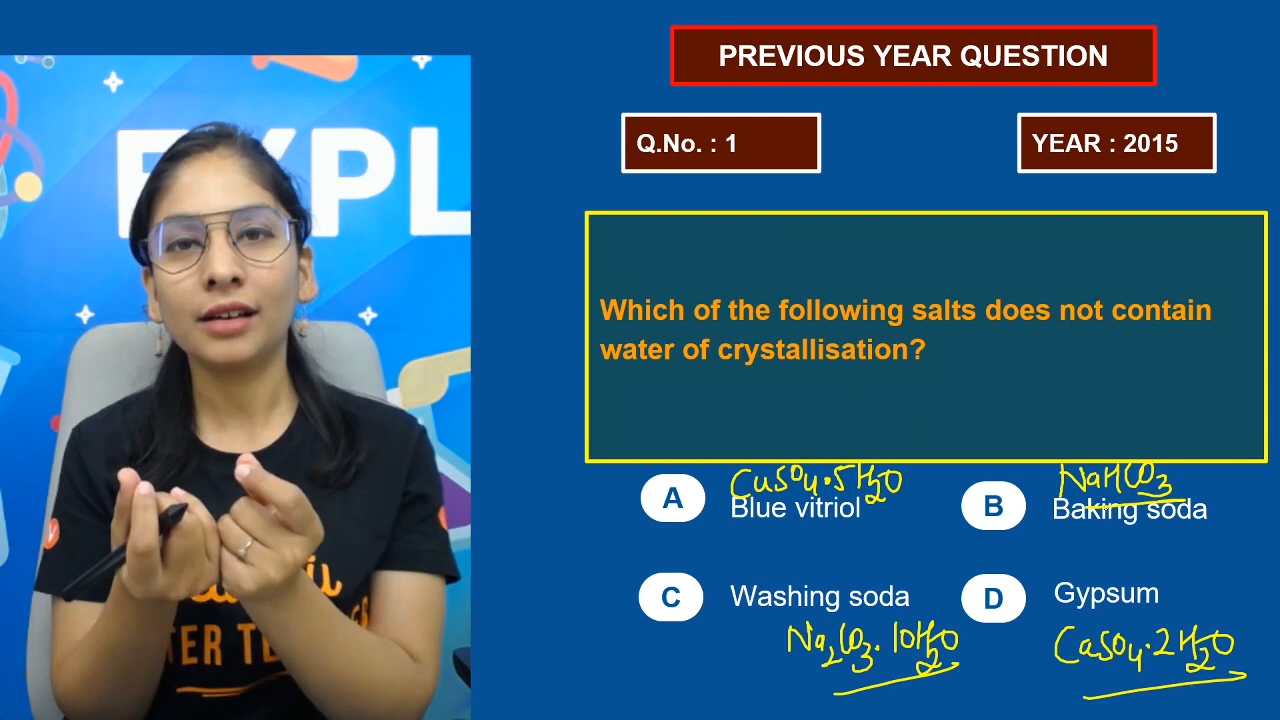 EXPL
PREVIOUS YEAR QUESTION
Q.No. : 1
YEAR : 2015
Which of the following salts does not contain
water of crystallisation?
A
CuSO4.5H2O
Blue vitriol
B
NaHCO3
Baking soda
C
Washing soda
Na2CO3.10H2O
D
Gypsum
CaSO4.2H2O